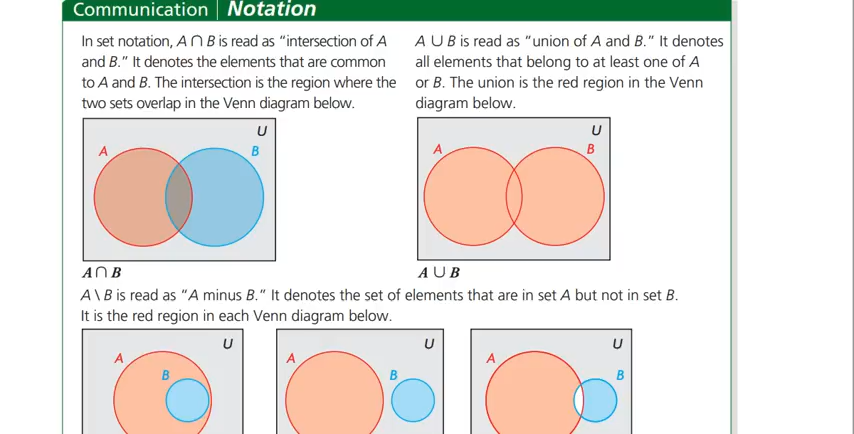 Communication | Notation
In set notation, A ∩ B is read as “intersection of A
and B.” It denotes the elements that are common
to A and B. The intersection is the region where the
two sets overlap in the Venn diagram below.
A ∪ B is read as “union of A and B.” It denotes
all elements that belong to at least one of A
or B. The union is the red region in the Venn
diagram below.
U
A B
U
A B
A ∩ B
A ∪ B
A \ B is read as “A minus B.” It denotes the set of elements that are in set A but not in set B.
It is the red region in each Venn diagram below.
U
A
B
U
A
B
U
A
B